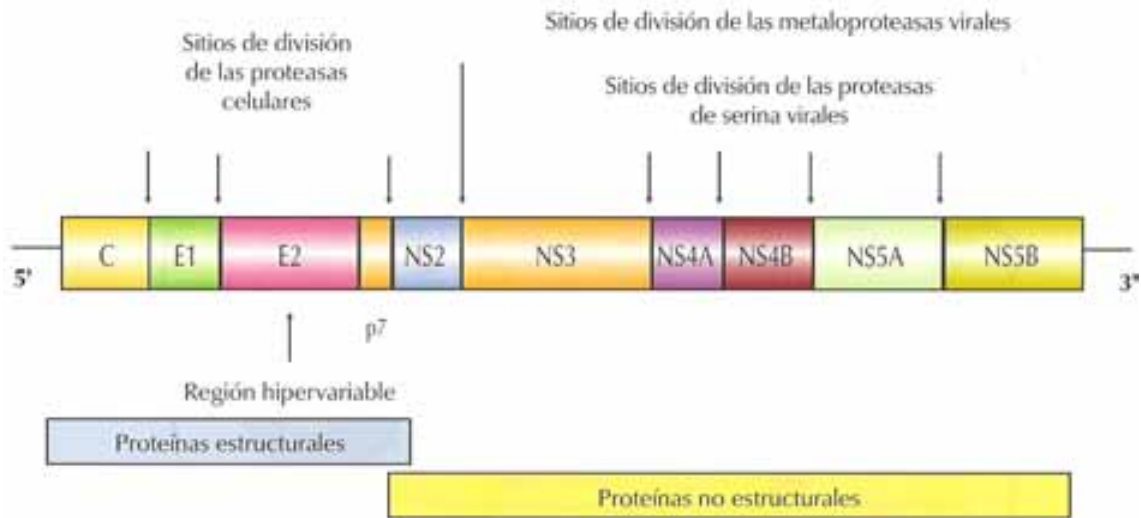 Sitios de división de las metaloproteasas virales
Sitios de división
de las proteasas
celulares
Sitios de división de las proteasas
de serina virales
C
E1
E2
NS2
NS3
NS4A
NS4B
NS5A
NS5B
5'
3"
p7
Región hipervariable
Proteínas estructurales
Proteínas no estructurales